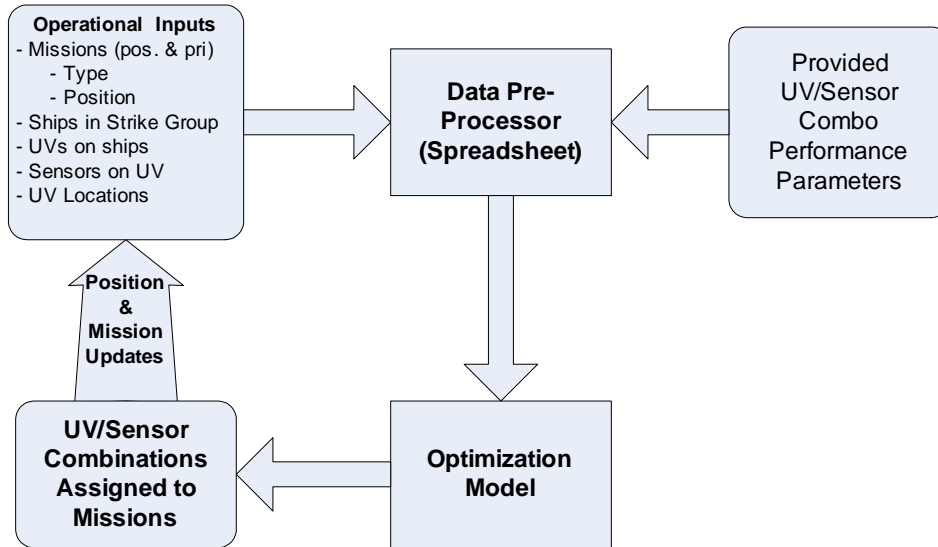 Operational Inputs
- Missions (pos. & pri)
- Type
- Position
- Ships in Strike Group
- UVs on ships
- Sensors on UV
- UV Locations
Data Pre-
Processor
(Spreadsheet)
Provided
UV/Sensor
Combo
Performance
Parameters
Position
&
Mission
Updates
UV/Sensor
Combinations
Assigned to
Missions
Optimization
Model